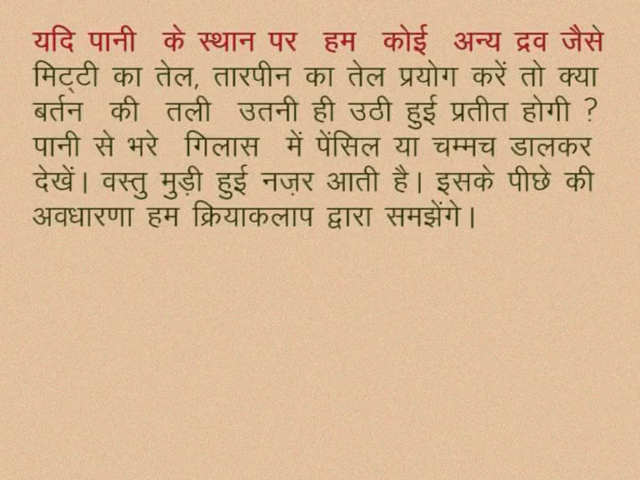 यदि पानी के स्थान पर हम कोई अन्य द्रव जैसे
मिट्टी का तेल, तारपीन का तेल प्रयोग करें तो क्या
बर्तन की तली उतनी ही उठी हुई प्रतीत होगी ?
पानी से भरे गिलास में पेंसिल या चम्मच डालकर
देखें। वस्तु मुड़ी हुई नज़र आती है। इसके पीछे की
अवधारणा हम क्रियाकलाप द्वारा समझेंगे।